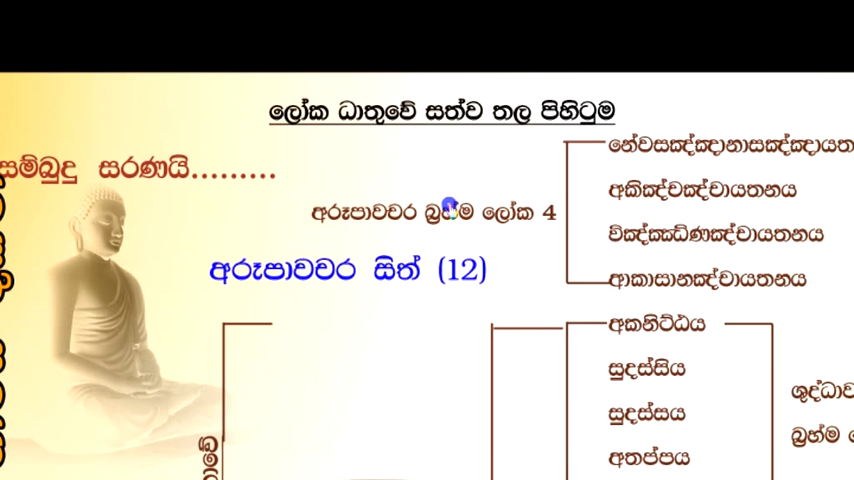 ලෝක ධාතුවේ සත්ව තල පිහිටුම
සම්බුදු සරණයි.........
අරූපාවචර බ්‍රහ්ම ලෝක 4
අරූපාවචර සිත් (12)
නේවසඤ්ඤානාසඤ්ඤායත
අකිඤ්චඤ්චායතනය
විඤ්ඤඛිණඤ්චායතනය
ආකාසානඤ්චායතනය
අකනිට්ඨය
සුදස්සිය
සුදස්සය
අතප්පය
ශුද්ධාව
බ්‍රහ්ම